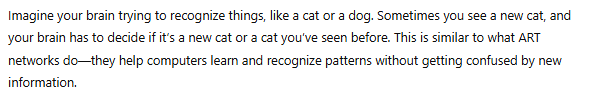 Imagine your brain trying to recognize things, like a cat or a dog. Sometimes you see a new cat, and
your brain has to decide if it's a new cat or a cat you've seen before. This is similar to what ART
networks do—they help computers learn and recognize patterns without getting confused by new
information.